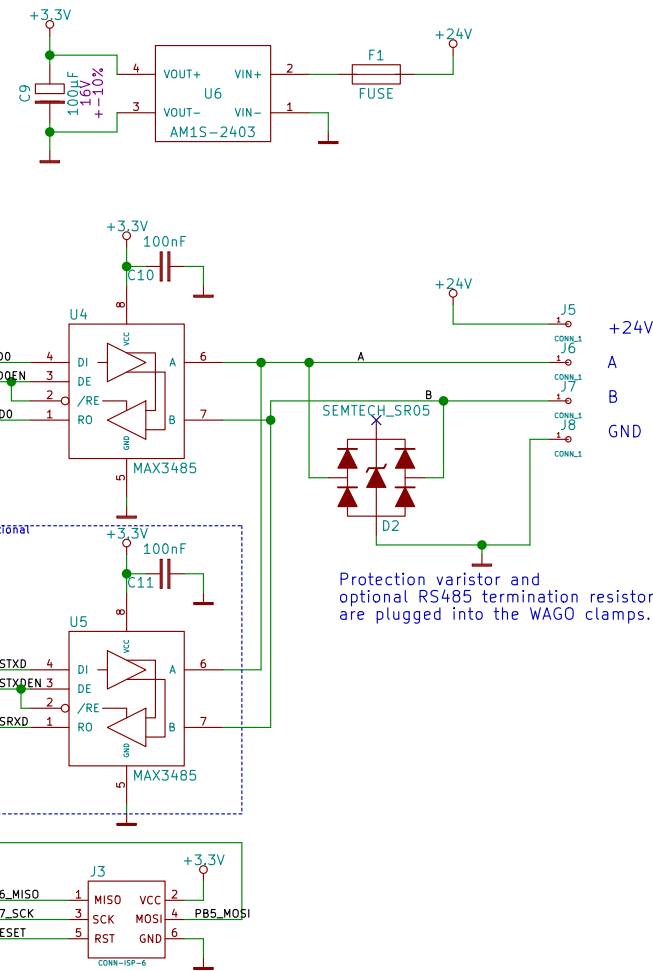 +3.3V
C9
100µF
16V
+-10%
4 VOUT+ VIN+ 2
U6
3 VOUT- VIN- 1
AM1S-2403
F1
FUSE
+24V
+3.3V
100nF
C10
U4
8
VCC
D0 4 DI A 6
D0EN 3 DE
2 /RE
D0 1 RO B 7
GND
5
MAX3485
A
B
SEMTECH_SR05
D2
+24V
J5
1
CONN_1
+24V
J6
1
CONN_1
A
J7
1
CONN_1
B
J8
1
CONN_1
GND
Protection varistor and
optional RS485 termination resistor
are plugged into the WAGO clamps.
tional
+3.3V
100nF
C11
U5
8
VCC
STXD 4 DI A 6
STXDEN 3 DE
2 /RE
SRXD 1 RO B 7
GND
5
MAX3485
J3
+3.3V
6_MISO 1 MISO VCC 2
7_SCK 3 SCK MOSI 4 PB5_MOSI
ESET 5 RST GND 6
CONN-ISP-6